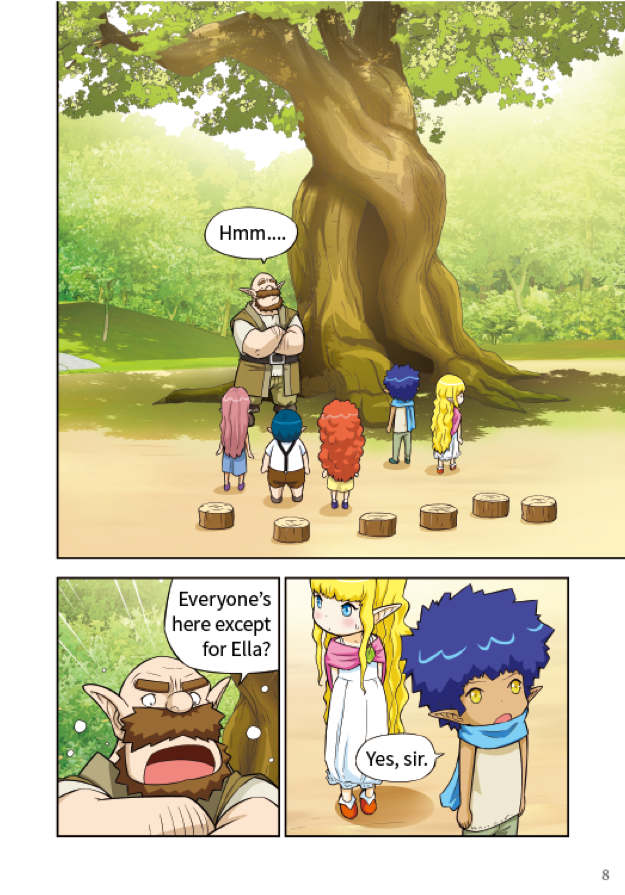 Hmm....
Everyone's
here except
for Ella?
Yes, sir.
8